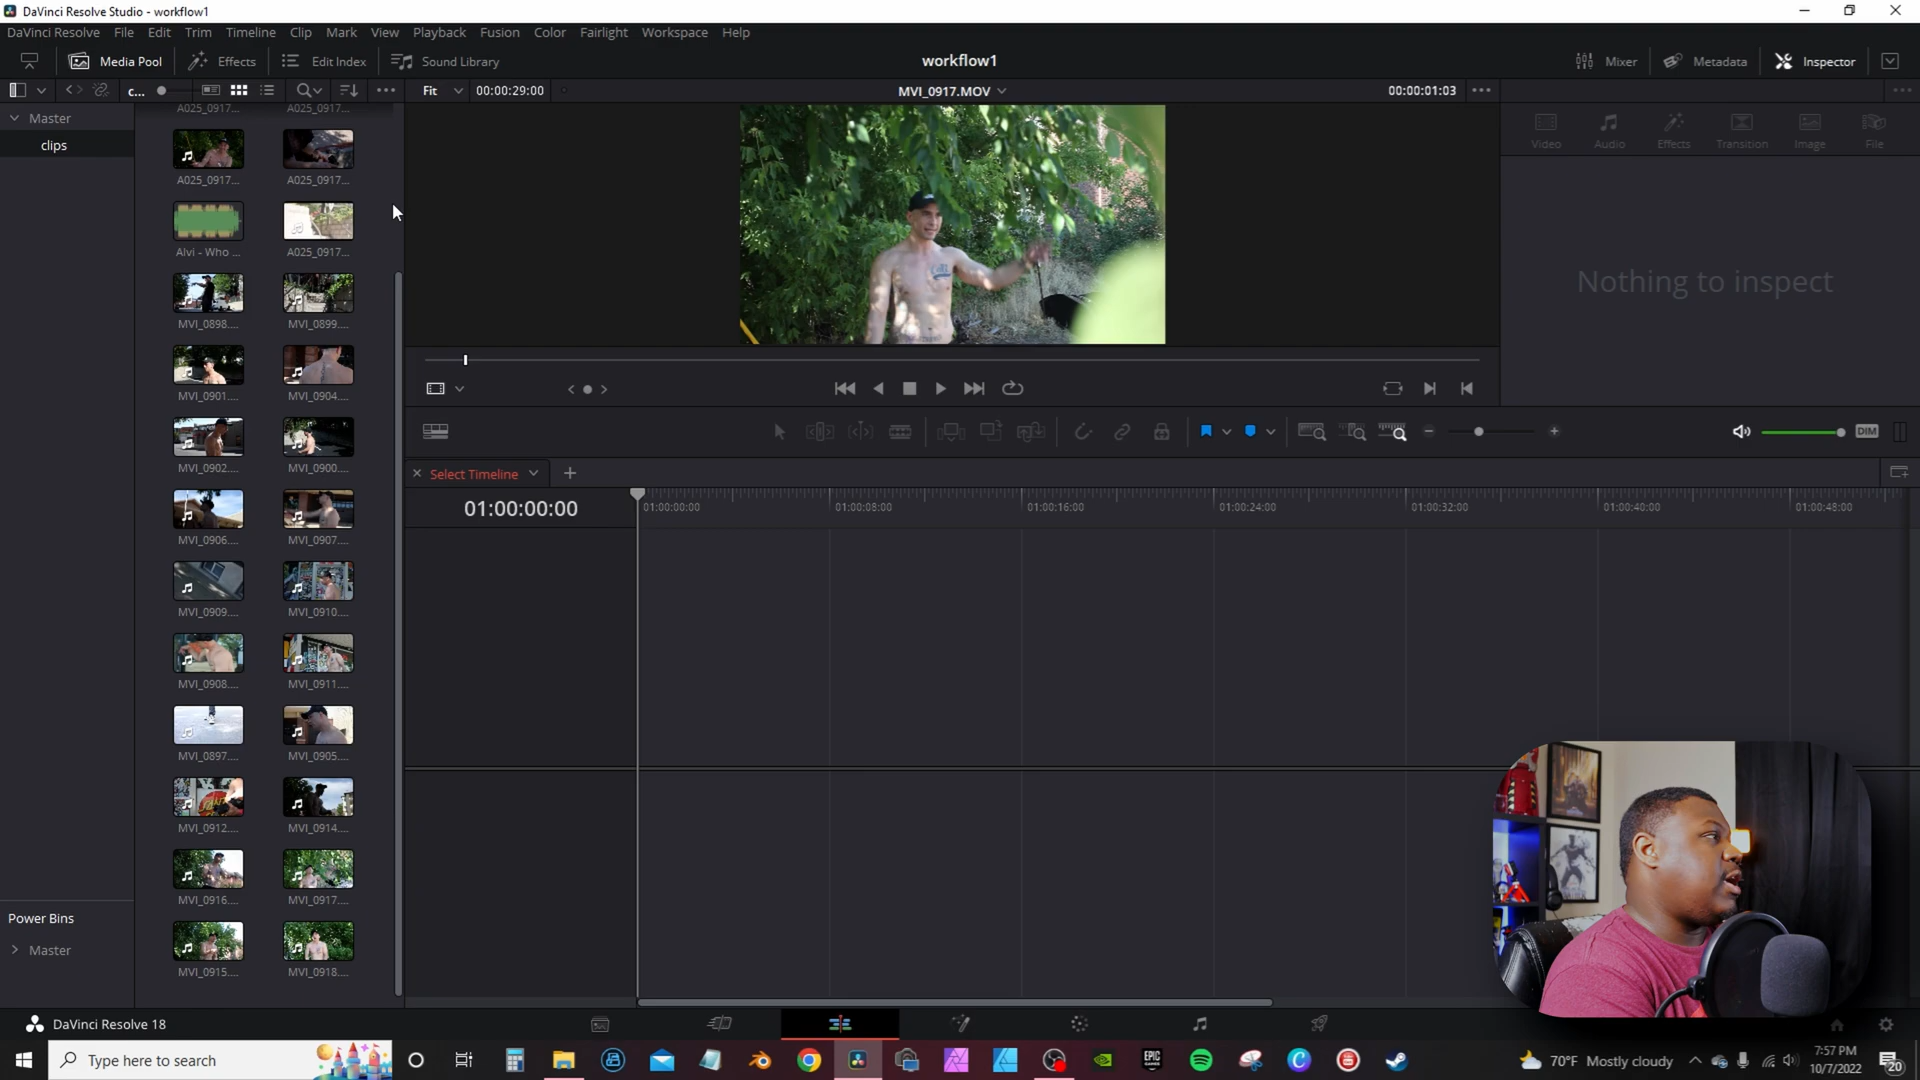 DaVinci Resolve Studio - workflow1
DaVinci Resolve File Edit Trim Timeline Clip Mark View Playback Fusion Color Fairlight Workspace Help
Media Pool Effects Edit Index Sound Library workflow1 Mixer Metadata Inspector
c... Fit 00:00:29:00 MVI_0917.MOV 00:00:01:03
A025_0917... A025_0917...
Master
clips
Video Audio Effects Transition Image File
A025_0917... A025_0917...
Alvi - Who ... A025_0917...
Nothing to inspect
MVI_0898.... MVI_0899....
MVI_0901.... MVI_0904....
DIM
MVI_0902.... MVI_0900....
Select Timeline
01:00:00:00 01:00:00:00 01:00:08:00 01:00:16:00 01:00:24:00 01:00:32:00 01:00:40:00 01:00:48:00
MVI_0906.... MVI_0907....
MVI_0909.... MVI_0910....
MVI_0908.... MVI_0911....
MVI_0897.... MVI_0905....
MVI_0912.... MVI_0914....
MVI_0916.... MVI_0917....
Power Bins
Master
MVI_0915.... MVI_0918....
DaVinci Resolve 18
Type here to search
EPIC GAMES
70°F Mostly cloudy
7:57 PM
10/7/2022
20